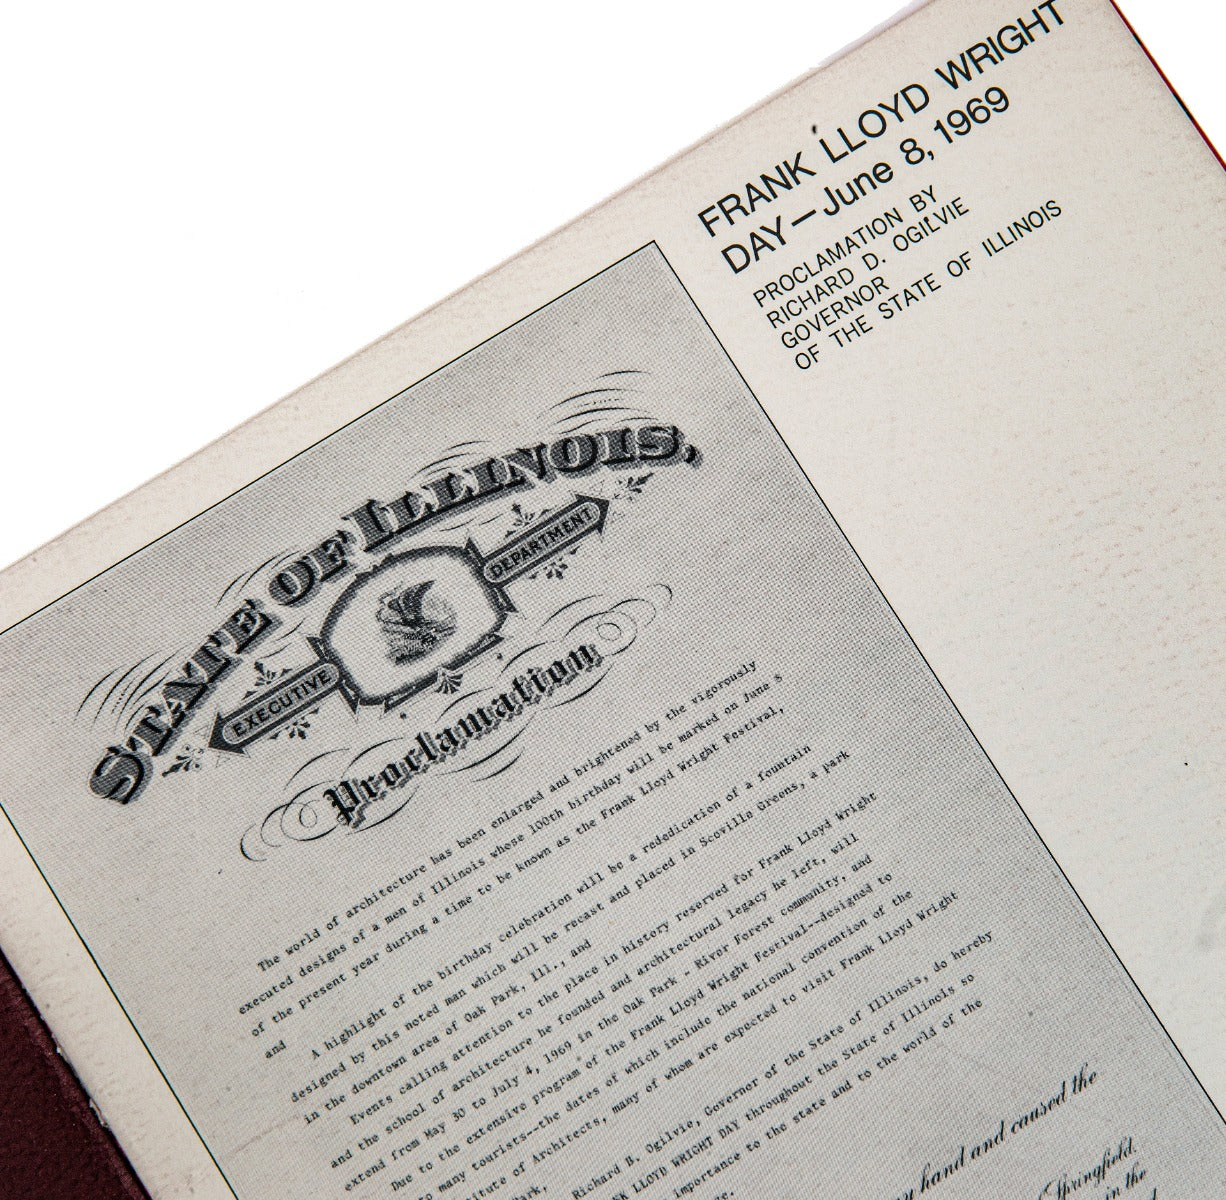 FRANK LLOYD WRIGHT
DAY—June 8, 1969
PROCLAMATION BY
RICHARD D. OGILVIE
GOVERNOR
OF THE STATE OF ILLINOIS
STATE OF ILLINOIS,
EXECUTIVE DEPARTMENT
Proclamation
The world of architecture has been enlarged and brightened by the vigorously
executed designs of a men of Illinois whose 100th birthday will be marked on June 8
of the present year during a time to be known as the Frank Lloyd Wright Festival,
and
A highlight of the birthday celebration will be a rededication of a fountain
designed by this noted man which will be recast and placed in Scoville Greens, a park
in the downtown area of Oak Park, Ill., and
Events calling attention to the place in history reserved for Frank Lloyd Wright
and the school of architecture he founded and architectural legacy he left, will
extend from May 30 to July 4, 1969 in the Oak Park - River Forest community, and
Due to the extensive program of the Frank Lloyd Wright Festival--designed to
to many tourists--the dates of which include the national convention of the
titute of Architects, many of whom are expected to visit Frank Lloyd Wright
Park,
Richard B. Ogilvie, Governor of the State of Illinois, do hereby
NK LLOYD WRIGHT DAY throughout the State of Illinois so
importance to the state and to the world of the
re.
hand and caused the
Springfield.
in the